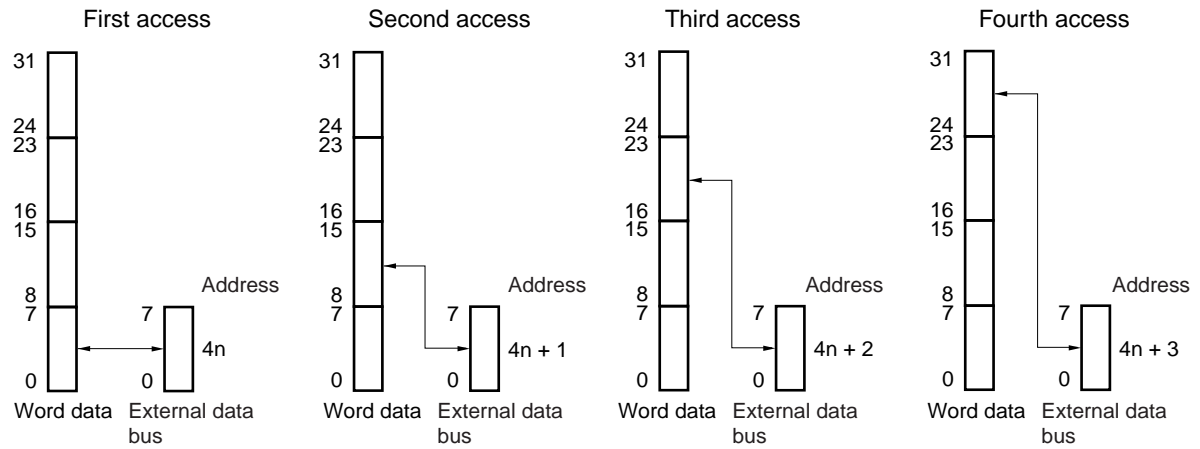 First access
31
24
23
16
15
8
7
0
Address
7
4n
0
Word data
External data
bus
Second access
31
24
23
16
15
8
7
0
Address
7
4n + 1
0
Word data
External data
bus
Third access
31
24
23
16
15
8
7
0
Address
7
4n + 2
0
Word data
External data
bus
Fourth access
31
24
23
16
15
8
7
0
Address
7
4n + 3
0
Word data
External data
bus